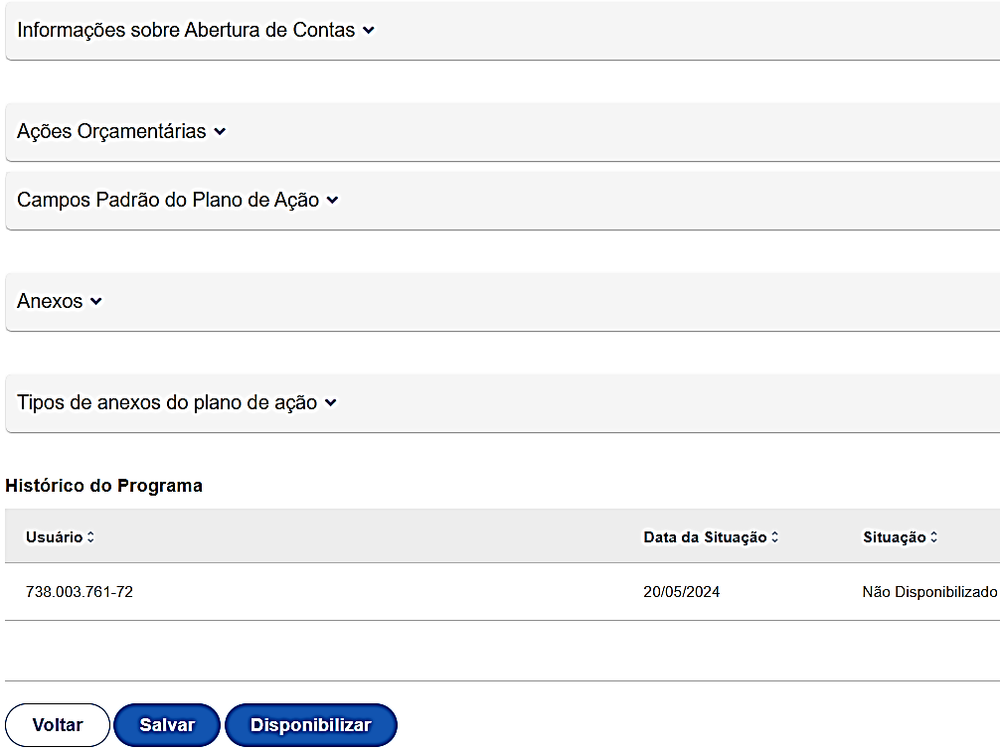 Informações sobre Abertura de Contas
Ações Orçamentárias
Campos Padrão do Plano de Ação
Anexos
Tipos de anexos do plano de ação
Histórico do Programa
Usuário Data da Situação Situação
738.003.761-72 20/05/2024 Não Disponibilizado
Voltar Salvar Disponibilizar